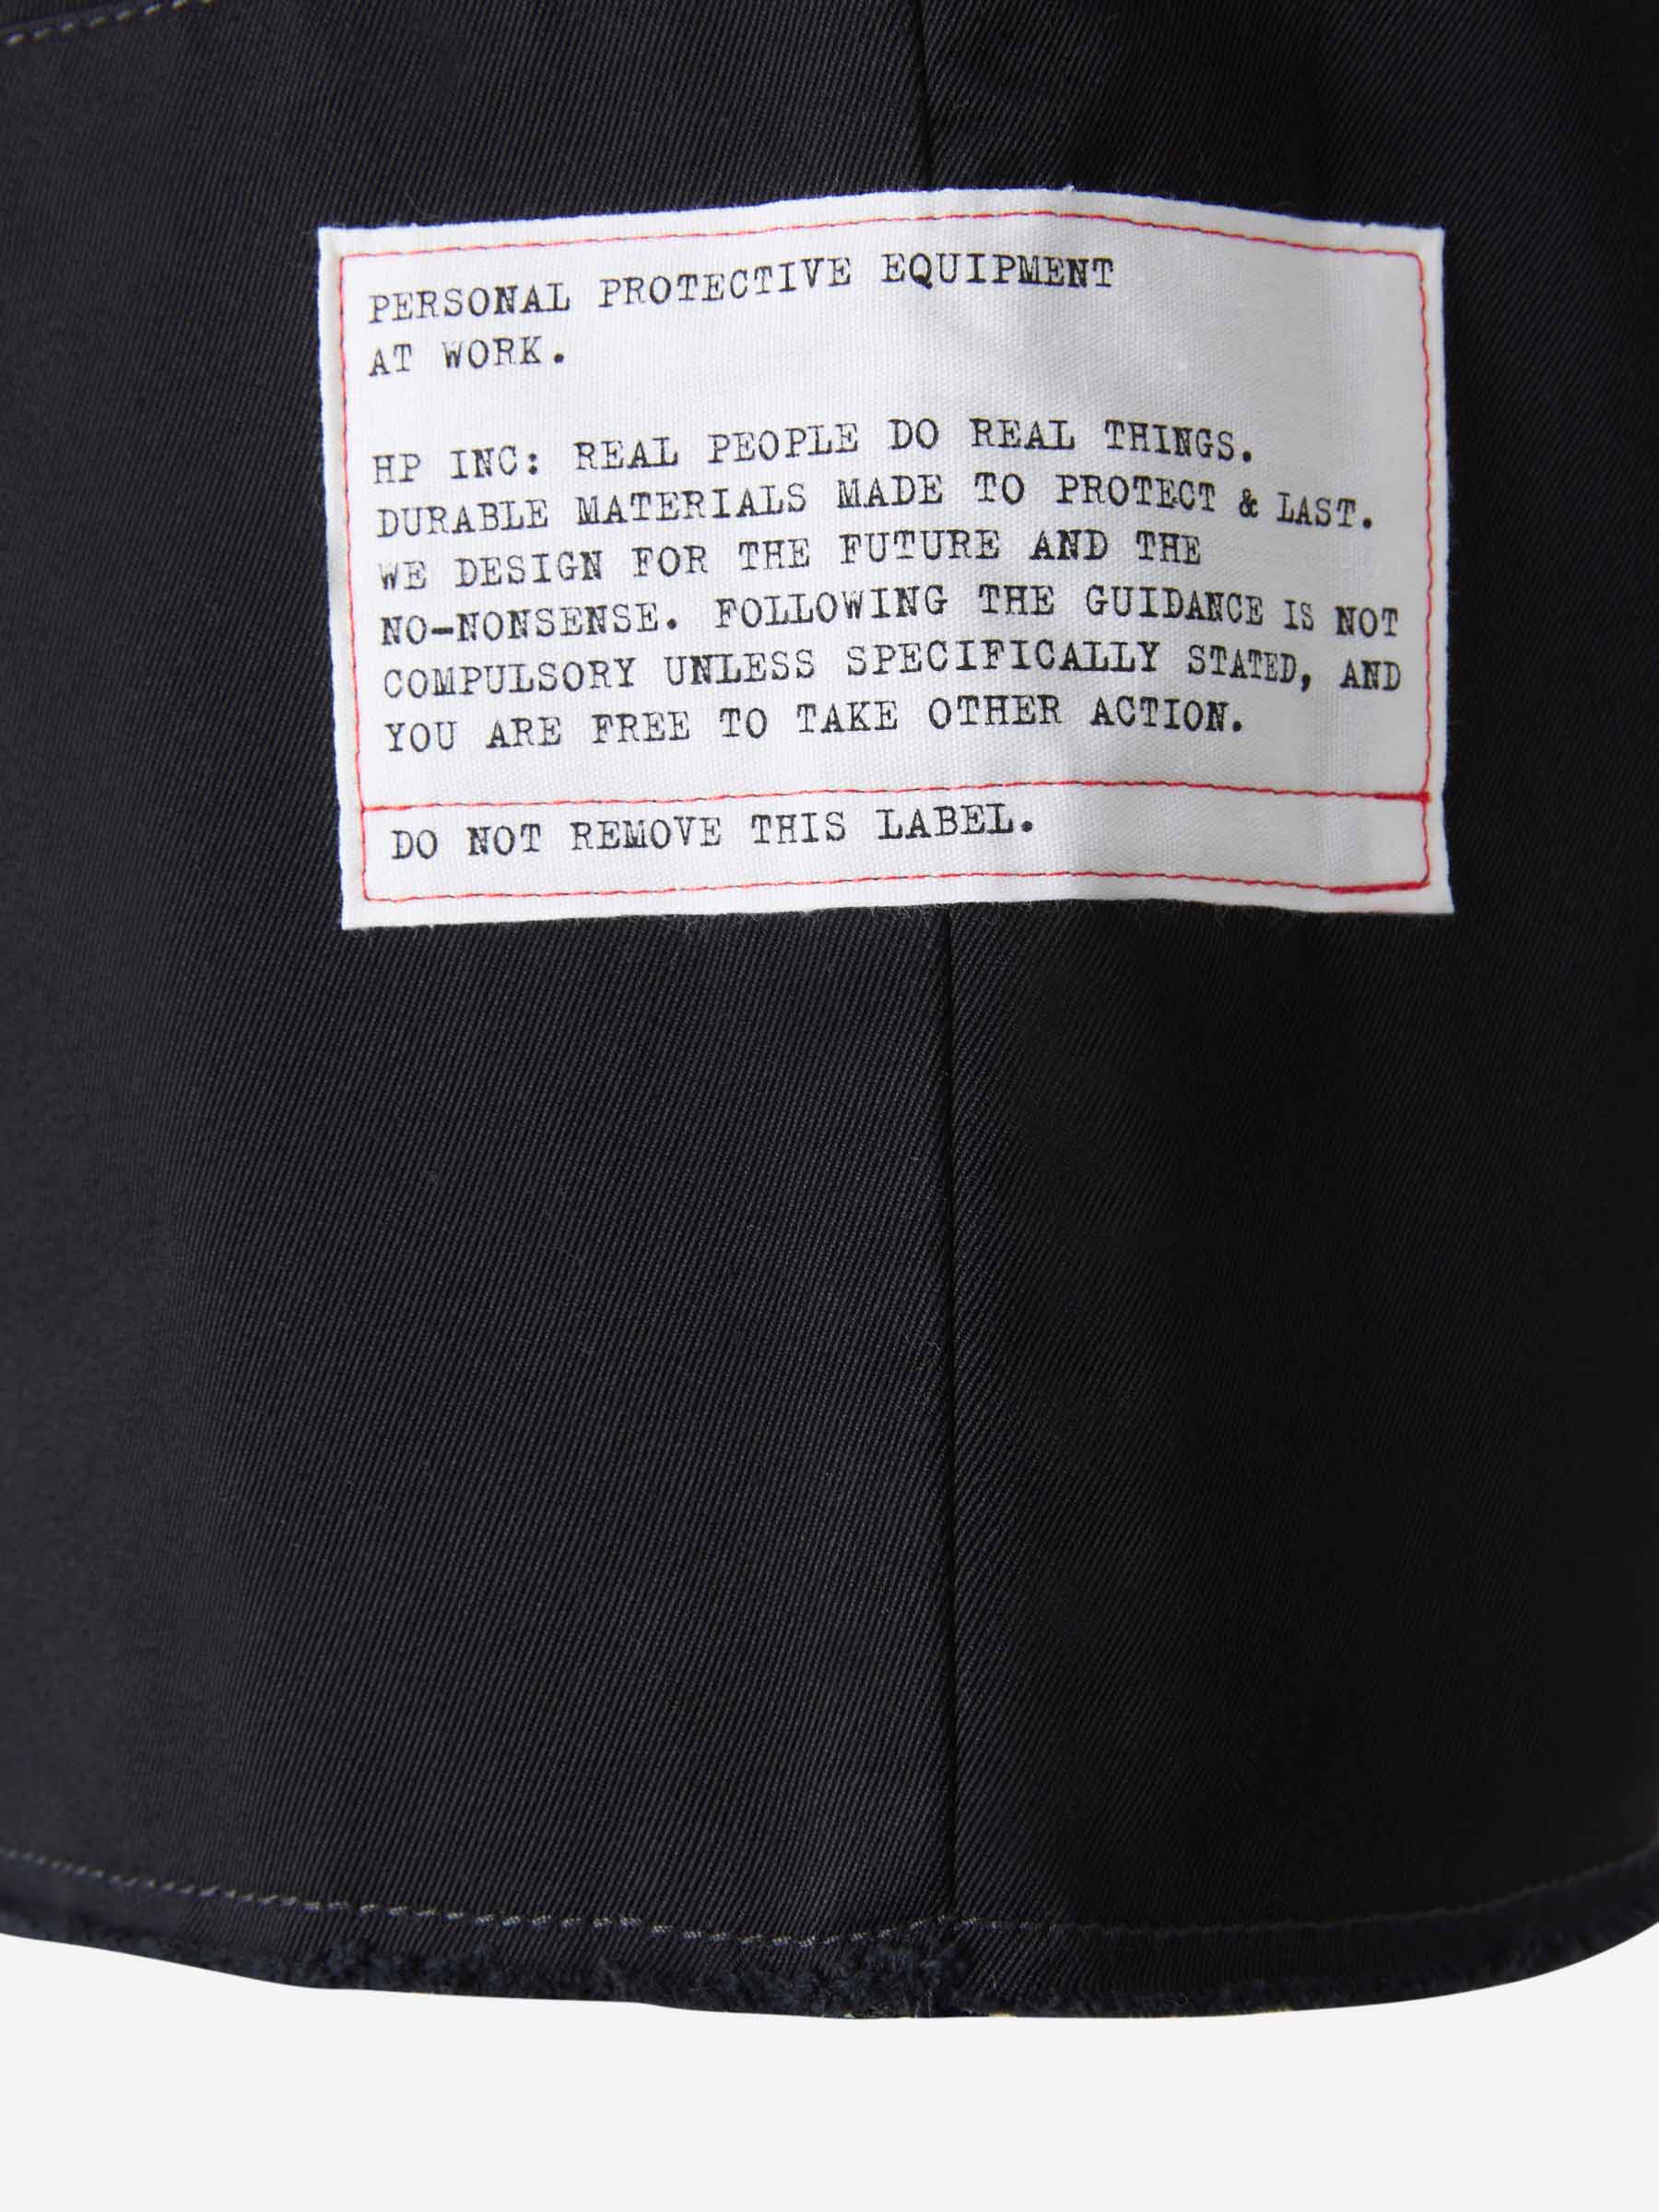 PERSONAL PROTECTIVE EQUIPMENT
AT WORK.
HP INC: REAL PEOPLE DO REAL THINGS.
DURABLE MATERIALS MADE TO PROTECT & LAST.
WE DESIGN FOR THE FUTURE AND THE
NO-NONSENSE. FOLLOWING THE GUIDANCE IS NOT
COMPULSORY UNLESS SPECIFICALLY STATED, AND
YOU ARE FREE TO TAKE OTHER ACTION.
DO NOT REMOVE THIS LABEL.